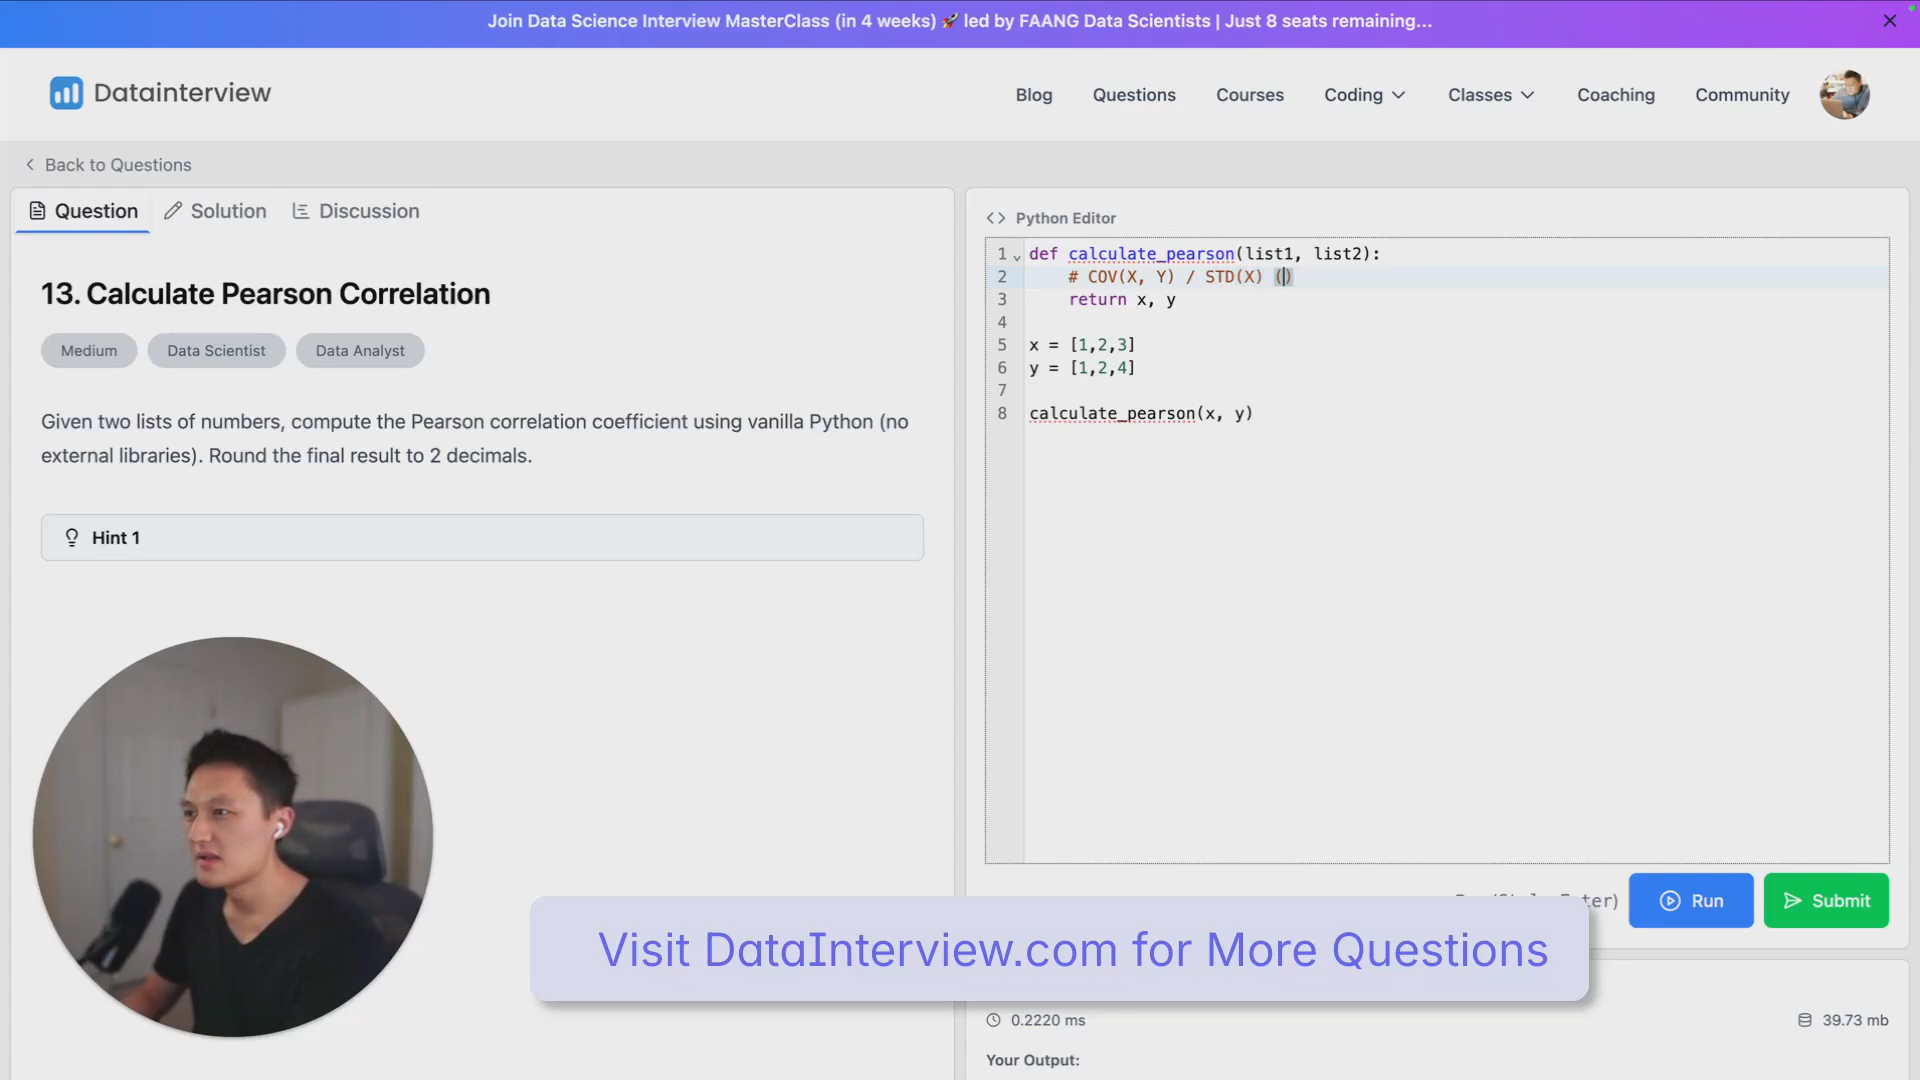 Join Data Science Interview MasterClass (in 4 weeks) 🚀 led by FAANG Data Scientists | Just 8 seats remaining...
Datainterview
Blog
Questions
Courses
Coding
Classes
Coaching
Community
Back to Questions
Question
Solution
Discussion
13. Calculate Pearson Correlation
Medium
Data Scientist
Data Analyst
Given two lists of numbers, compute the Pearson correlation coefficient using vanilla Python (no
external libraries). Round the final result to 2 decimals.
Hint 1
Python Editor
1 def calculate_pearson(list1, list2):
2     # COV(X, Y) / STD(X) ()
3     return x, y
4
5 x = [1,2,3]
6 y = [1,2,4]
7
8 calculate_pearson(x, y)
Run
Submit
Visit DataInterview.com for More Questions
0.2220 ms
39.73 mb
Your Output: